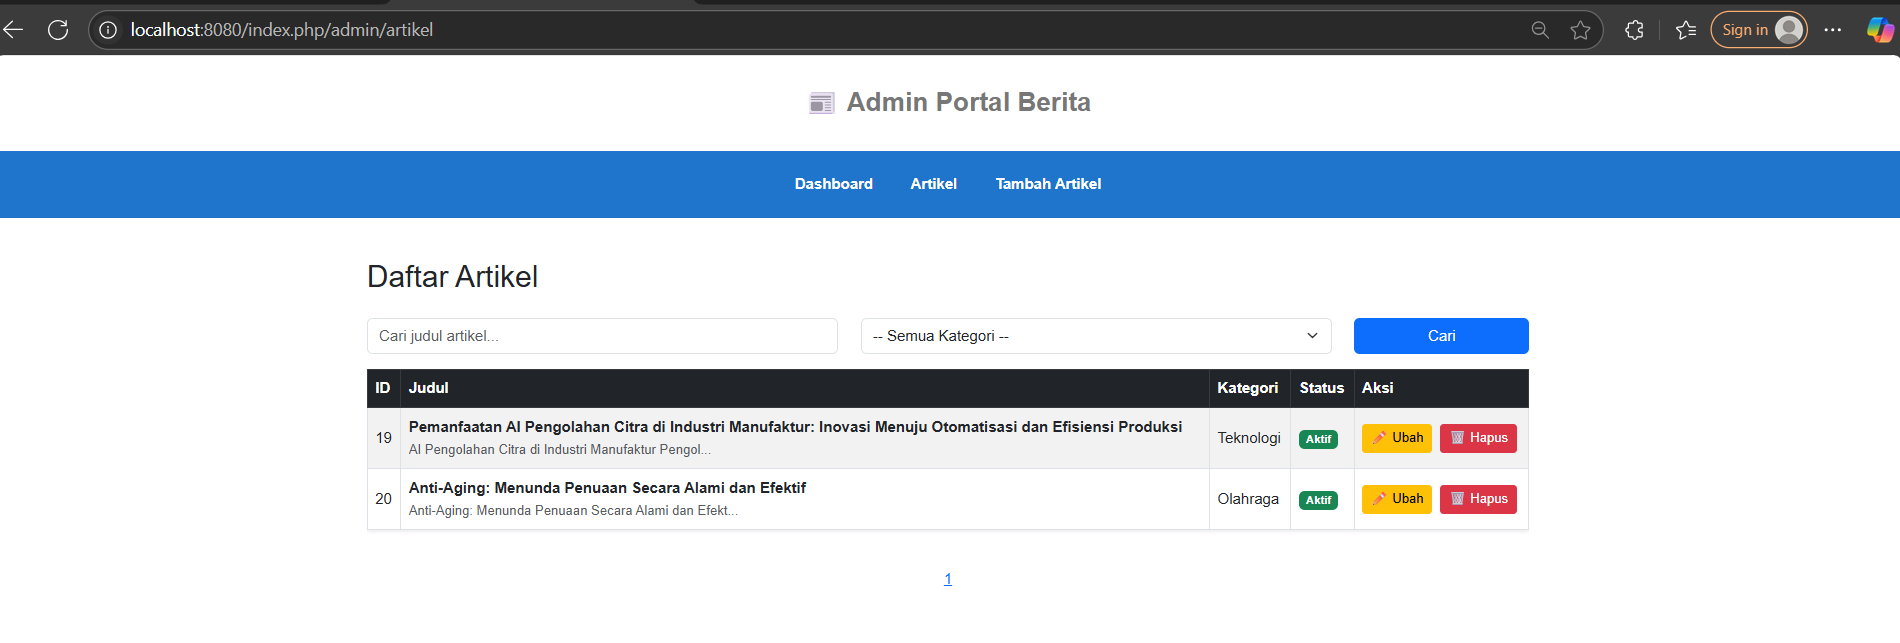 localhost:8080/index.php/admin/artikel
Sign in
Admin Portal Berita
Dashboard Artikel Tambah Artikel
Daftar Artikel
Cari judul artikel...
-- Semua Kategori --
Cari
ID Judul Kategori Status Aksi
19 Pemanfaatan AI Pengolahan Citra di Industri Manufaktur: Inovasi Menuju Otomatisasi dan Efisiensi Produksi Teknologi Aktif Ubah Hapus
AI Pengolahan Citra di Industri Manufaktur Pengol...
20 Anti-Aging: Menunda Penuaan Secara Alami dan Efektif Olahraga Aktif Ubah Hapus
Anti-Aging: Menunda Penuaan Secara Alami dan Efekt...
1